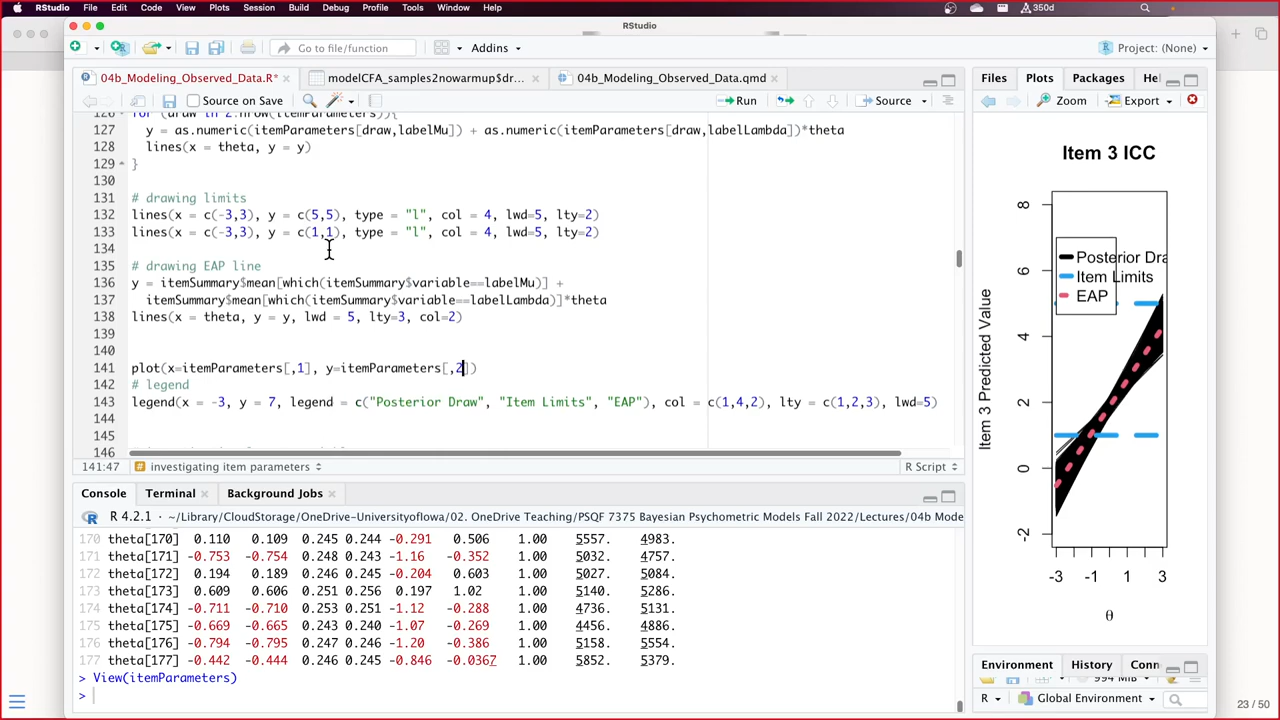 RStudio File Edit Code View Plots Session Build Debug Profile Tools Window Help 350d
RStudio
Go to file/function Addins Project: (None)
04b_Modeling_Observed_Data.R* modelCFA_samples2nowarmup$dr... 04b_Modeling_Observed_Data.qmd
Source on Save Run Source
127 y = as.numeric(itemParameters[draw,labelMu]) + as.numeric(itemParameters[draw,labelLambda])*theta
128 lines(x = theta, y = y)
129 }
130
131 # drawing limits
132 lines(x = c(-3,3), y = c(5,5), type = "l", col = 4, lwd=5, lty=2)
133 lines(x = c(-3,3), y = c(1,1), type = "l", col = 4, lwd=5, lty=2)
134
135 # drawing EAP line
136 y = itemSummary$mean[which(itemSummary$variable==labelMu)] +
137 itemSummary$mean[which(itemSummary$variable==labelLambda)]*theta
138 lines(x = theta, y = y, lwd = 5, lty=3, col=2)
139
140
141 plot(x=itemParameters[,1], y=itemParameters[,2])
142 # legend
143 legend(x = -3, y = 7, legend = c("Posterior Draw", "Item Limits", "EAP"), col = c(1,4,2), lty = c(1,2,3), lwd=5)
144
145
146
141:47 investigating item parameters R Script
Console Terminal Background Jobs
R 4.2.1 · ~/Library/CloudStorage/OneDrive-UniversityofIowa/02. OneDrive Teaching/PSQF 7375 Bayesian Psychometric Models Fall 2022/Lectures/04b Mode
170 theta[170] 0.110 0.109 0.245 0.244 -0.291 0.506 1.00 5557. 4983.
171 theta[171] -0.753 -0.754 0.248 0.243 -1.16 -0.352 1.00 5032. 4757.
172 theta[172] 0.194 0.189 0.246 0.245 -0.204 0.603 1.00 5027. 5084.
173 theta[173] 0.609 0.606 0.251 0.256 0.197 1.02 1.00 5140. 5286.
174 theta[174] -0.711 -0.710 0.253 0.251 -1.12 -0.288 1.00 4736. 5131.
175 theta[175] -0.669 -0.665 0.243 0.240 -1.07 -0.269 1.00 4456. 4886.
176 theta[176] -0.794 -0.795 0.247 0.246 -1.20 -0.386 1.00 5158. 5554.
177 theta[177] -0.442 -0.444 0.246 0.245 -0.846 -0.0367 1.00 5852. 5379.
> View(itemParameters)
>
Files Plots Packages He
Zoom Export
Item 3 ICC
Item 3 Predicted Value
8
6
4
2
0
-2
Posterior Dra
Item Limits
EAP
-3 -1 1 3
θ
Environment History Conn
994 MiB
R Global Environment
23 / 50